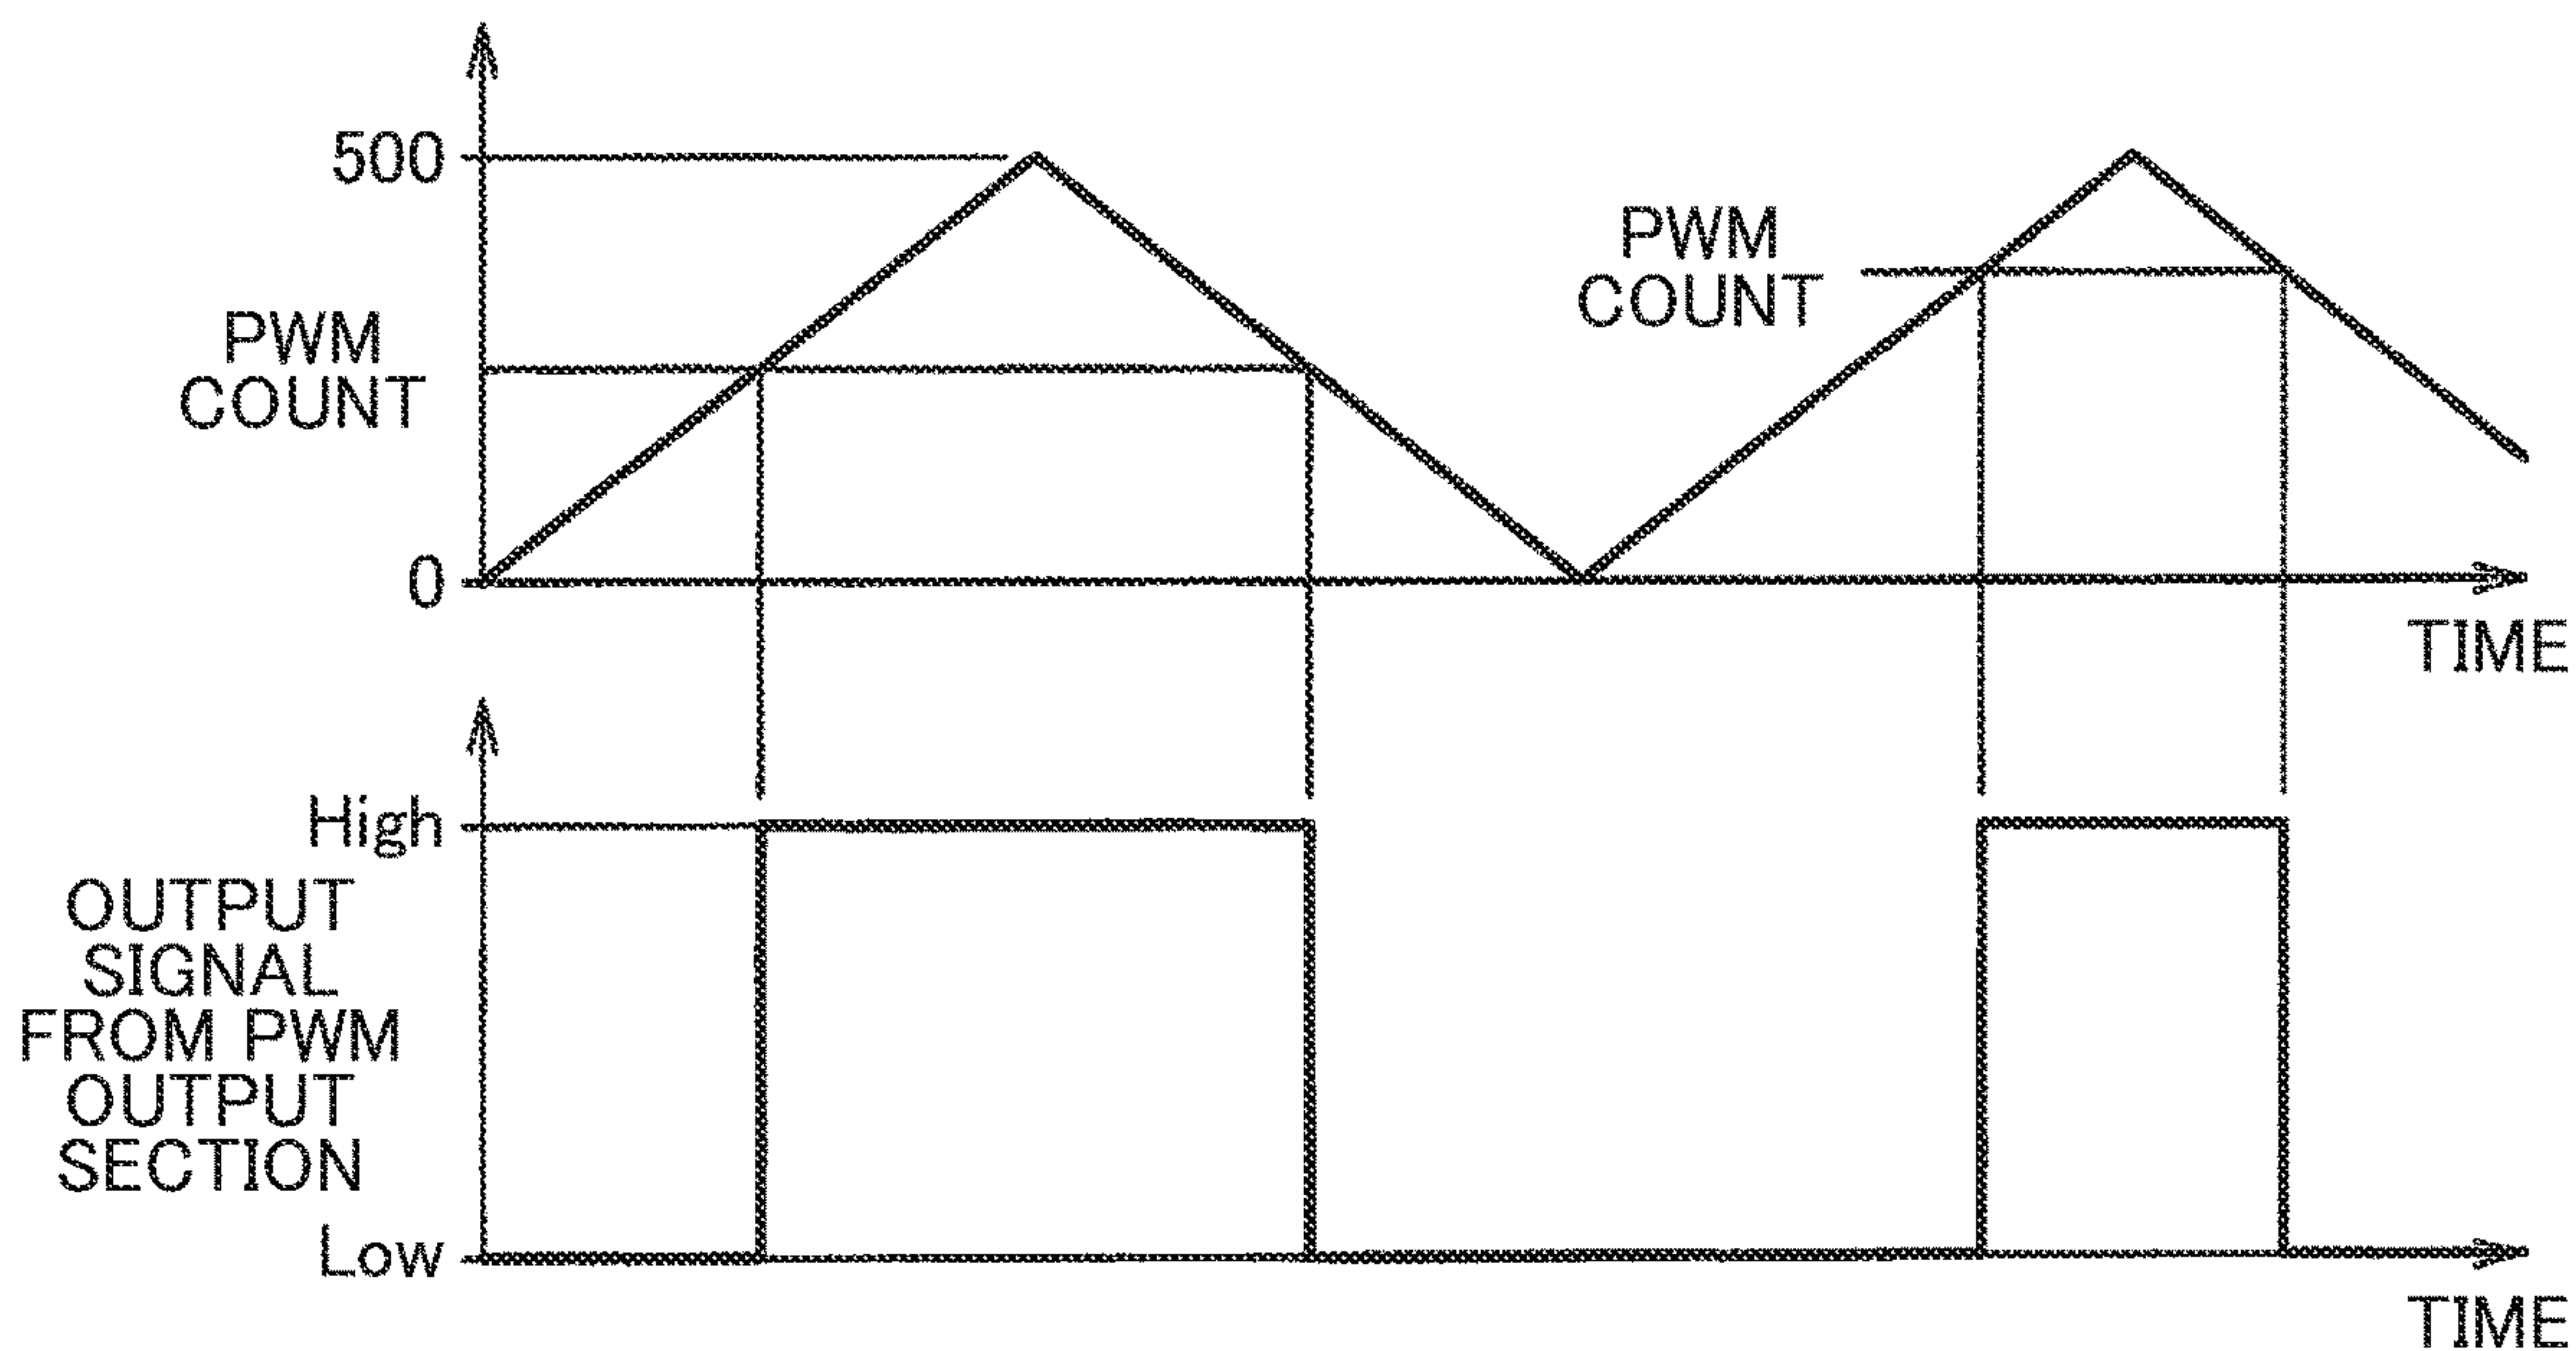 500
PWM
COUNT
0
PWM
COUNT
TIME
High
OUTPUT
SIGNAL
FROM PWM
OUTPUT
SECTION
Low
TIME